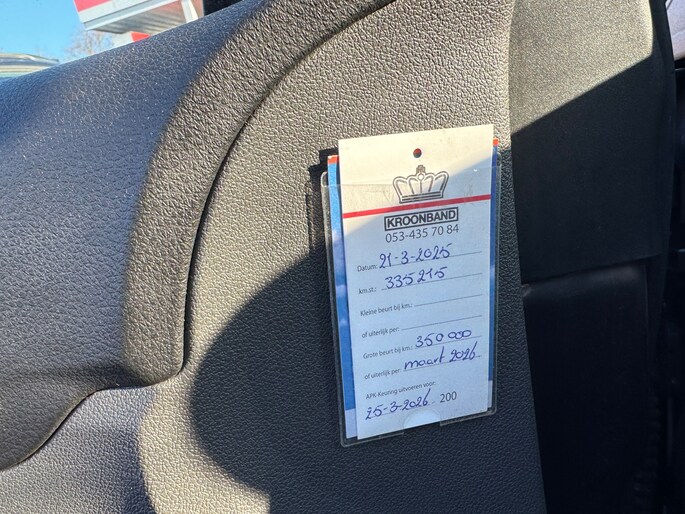 KROONBAND
053-435 70 84
Datum: 21-3-2025
km.st.: 335215
Kleine beurt bij km.:
of uiterlijk per:
Grote beurt bij km.: 350 000
of uiterlijk per: maart 2026
APK-Keuring uitvoeren voor:
25-3-2026 200